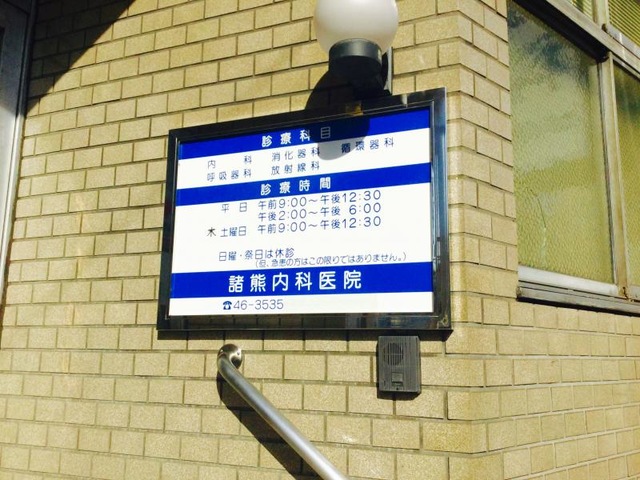 診療科目
内科 消化器科 循環器科
呼吸器科 放射線科
診療時間
平日 午前9:00～午後12:30
午後2:00～午後 6:00
木 土曜日 午前9:00～午後12:30
日曜・祭日は休診
(但、急患の方はこの限りではありません。)
諸熊内科医院
☎46-3535